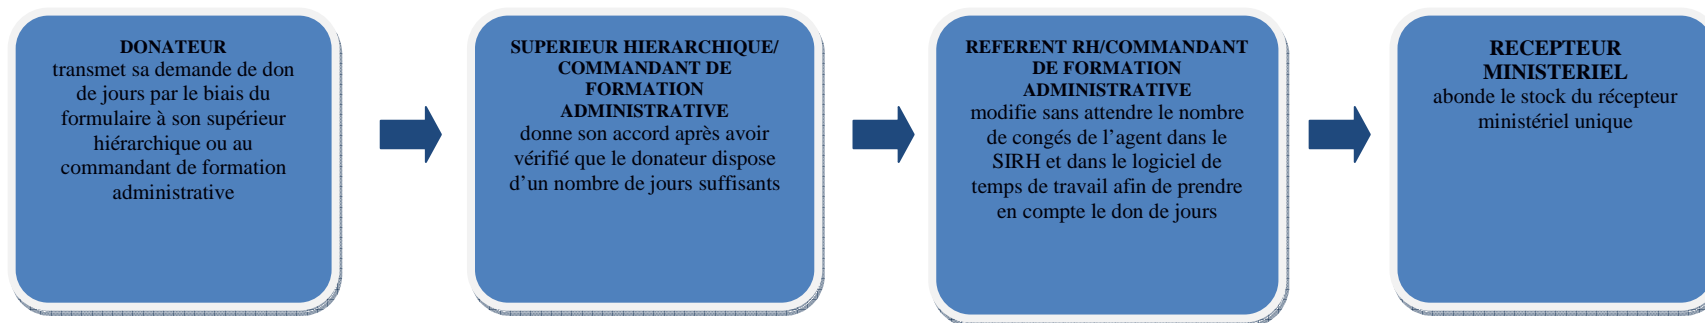 DONATEUR
transmet sa demande de don
de jours par le biais du
formulaire à son supérieur
hiérarchique ou au
commandant de formation
administrative
SUPERIEUR HIERARCHIQUE/
COMMANDANT DE
FORMATION
ADMINISTRATIVE
donne son accord après avoir
vérifié que le donateur dispose
d’un nombre de jours suffisants
REFERENT RH/COMMANDANT
DE FORMATION
ADMINISTRATIVE
modifie sans attendre le nombre
de congés de l’agent dans le
SIRH et dans le logiciel de
temps de travail afin de prendre
en compte le don de jours
RECEPTEUR
MINISTERIEL
abonde le stock du récepteur
ministériel unique